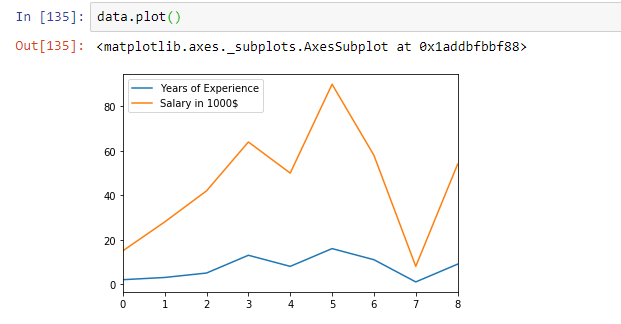 In [135]: data.plot()
Out[135]: <matplotlib.axes._subplots.AxesSubplot at 0x1addbfbbf88>
Years of Experience
Salary in 1000$
80
60
40
20
0
0 1 2 3 4 5 6 7 8